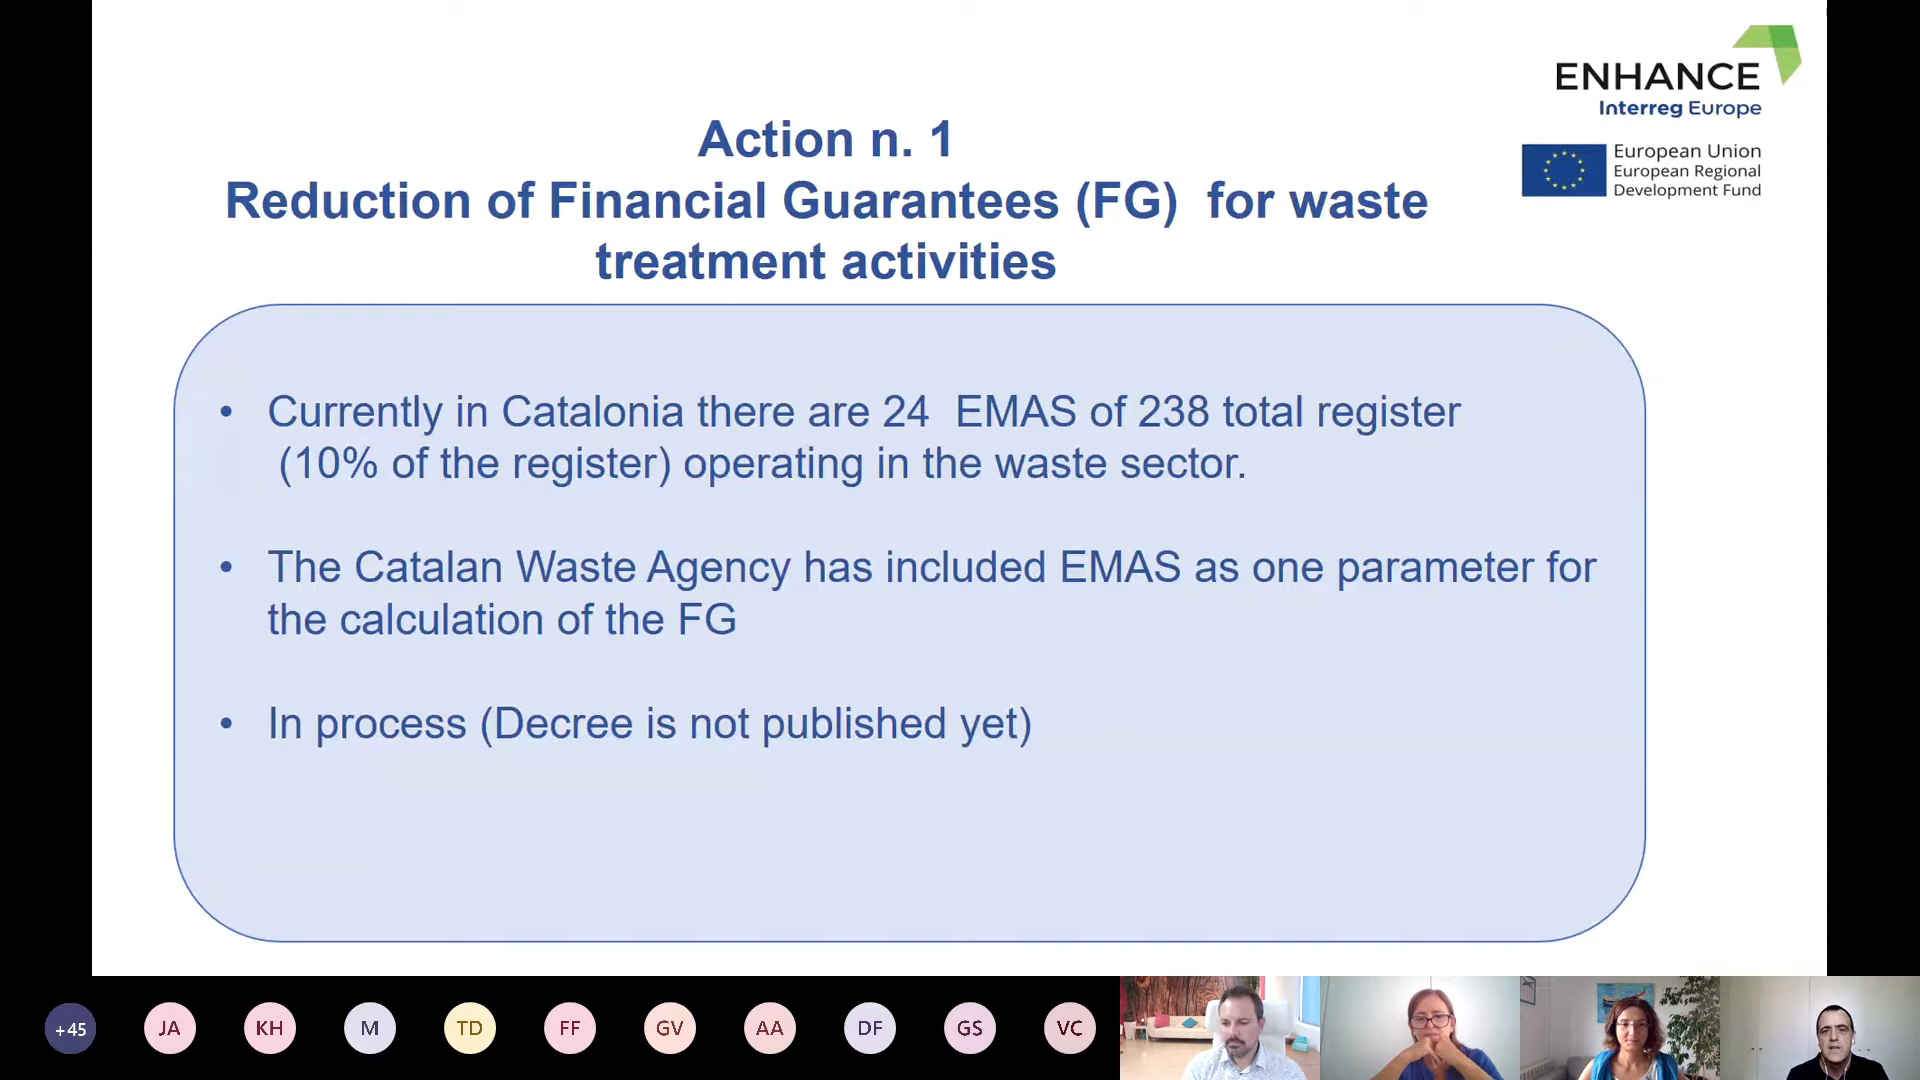 ENHANCE
Interreg Europe
European Union
European Regional
Development Fund
Action n. 1
Reduction of Financial Guarantees (FG)  for waste
treatment activities
• Currently in Catalonia there are 24  EMAS of 238 total register
(10% of the register) operating in the waste sector.
• The Catalan Waste Agency has included EMAS as one parameter for
the calculation of the FG
• In process (Decree is not published yet)
+45 JA KH M TD FF GV AA DF GS VC